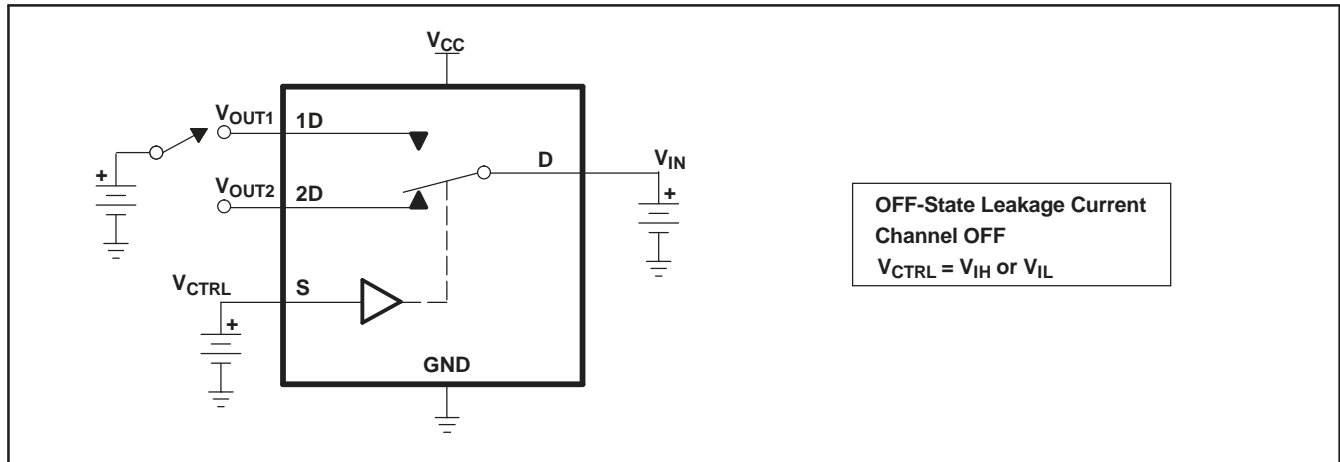 VCC
VOUT1
1D
+
VOUT2
2D
D
VIN
+
VCTRL
S
+
GND
OFF-State Leakage Current
Channel OFF
VCTRL = VIH or VIL